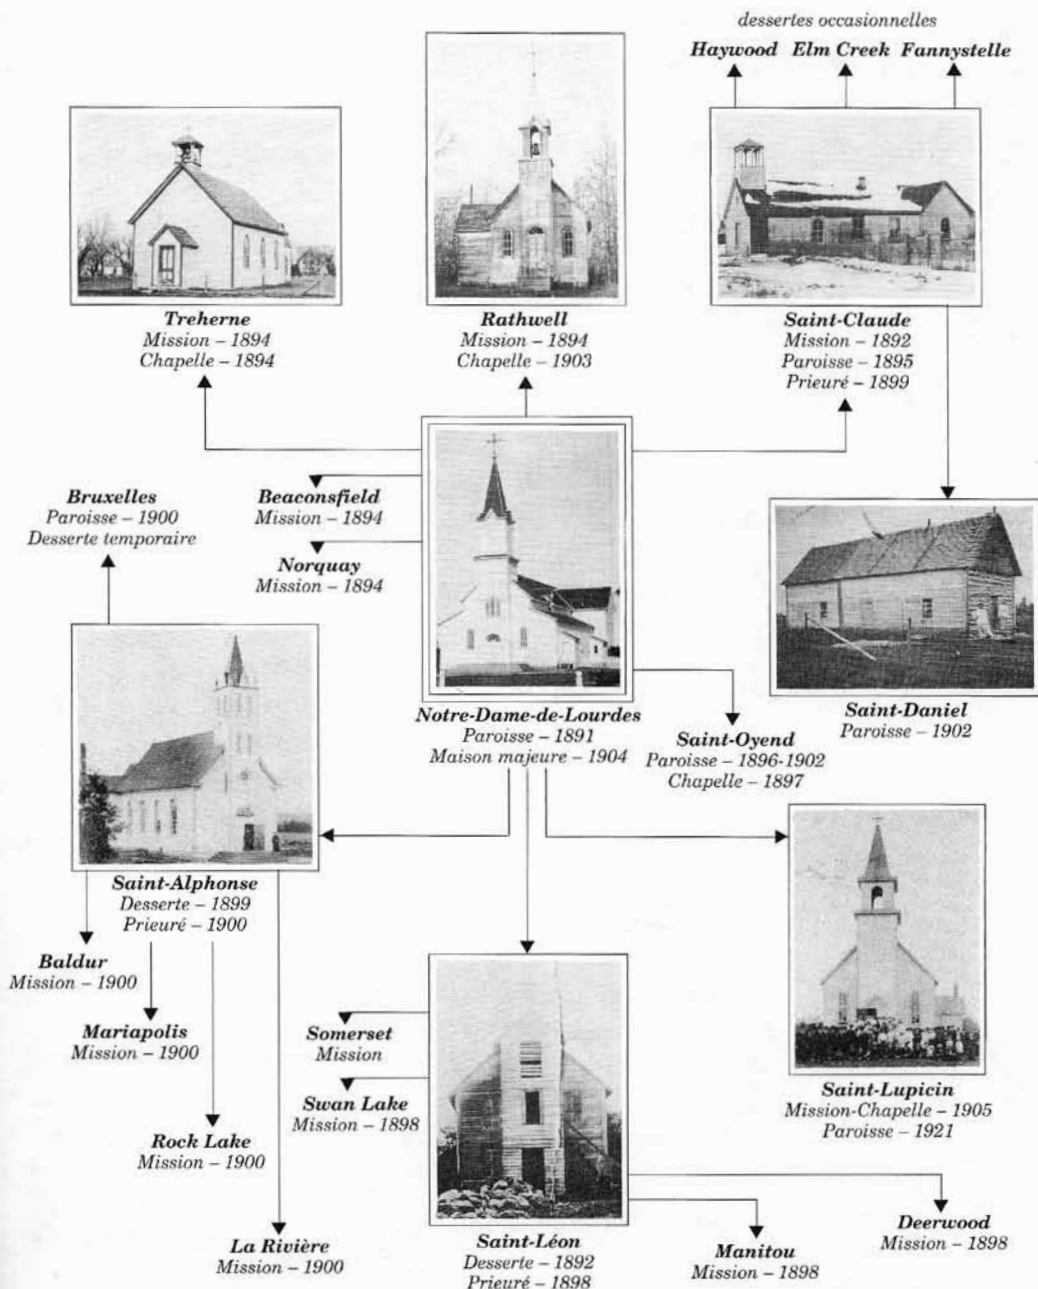 dessertes occasionnelles
Haywood Elm Creek Fannystelle
Treherne
Mission – 1894
Chapelle – 1894
Rathwell
Mission – 1894
Chapelle – 1903
Saint-Claude
Mission – 1892
Paroisse – 1895
Prieuré – 1899
Bruxelles
Paroisse – 1900
Desserte temporaire
Beaconsfield
Mission – 1894
Norquay
Mission – 1894
Notre-Dame-de-Lourdes
Paroisse – 1891
Maison majeure – 1904
Saint-Daniel
Paroisse – 1902
Saint-Oyend
Paroisse – 1896-1902
Chapelle – 1897
Saint-Alphonse
Desserte – 1899
Prieuré – 1900
Baldur
Mission – 1900
Mariapolis
Mission – 1900
Rock Lake
Mission – 1900
La Rivière
Mission – 1900
Somerset
Mission
Swan Lake
Mission – 1898
Saint-Lupicin
Mission-Chapelle – 1905
Paroisse – 1921
Saint-Léon
Desserte – 1892
Prieuré – 1898
Manitou
Mission – 1898
Deerwood
Mission – 1898